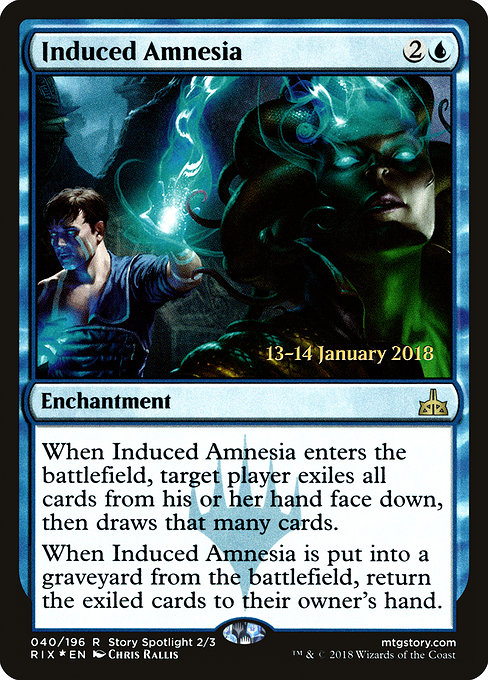 Induced Amnesia 2
13–14 January 2018
Enchantment
When Induced Amnesia enters the
battlefield, target player exiles all
cards from his or her hand face down,
then draws that many cards.
When Induced Amnesia is put into a
graveyard from the battlefield, return
the exiled cards to their owner's hand.
040/196 R Story Spotlight 2/3
mtgstory.com
RIX ★ EN Chris Rallis
™ & © 2018 Wizards of the Coast